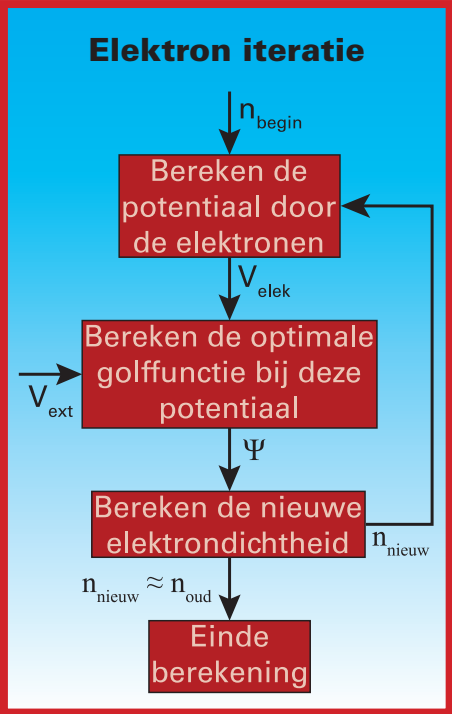 Elektron iteratie
n_begin
Bereken de
potentiaal door
de elektronen
V_elek
Bereken de optimale
golffunctie bij deze
potentiaal
V_ext
Ψ
Bereken de nieuwe
elektrondichtheid
n_nieuw
n_nieuw ≈ n_oud
Einde
berekening